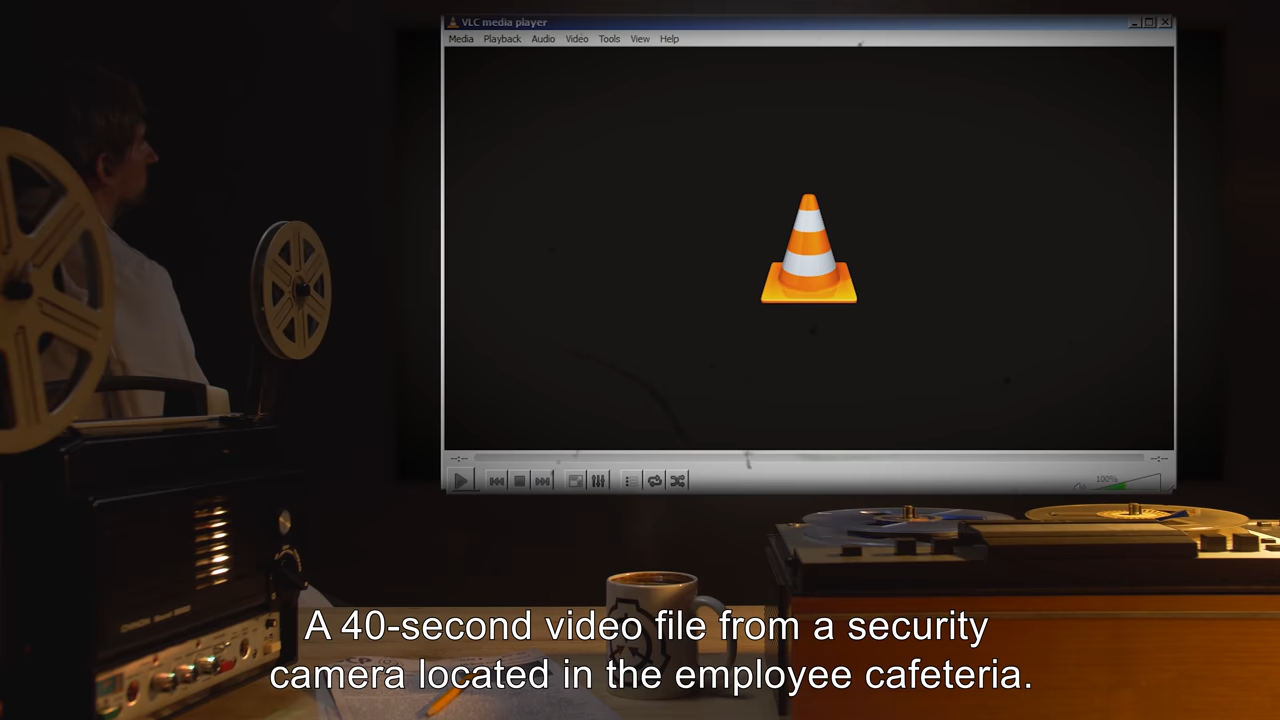 VLC media player
Media Playback Audio Video Tools View Help
100%
A 40-second video file from a security
camera located in the employee cafeteria.